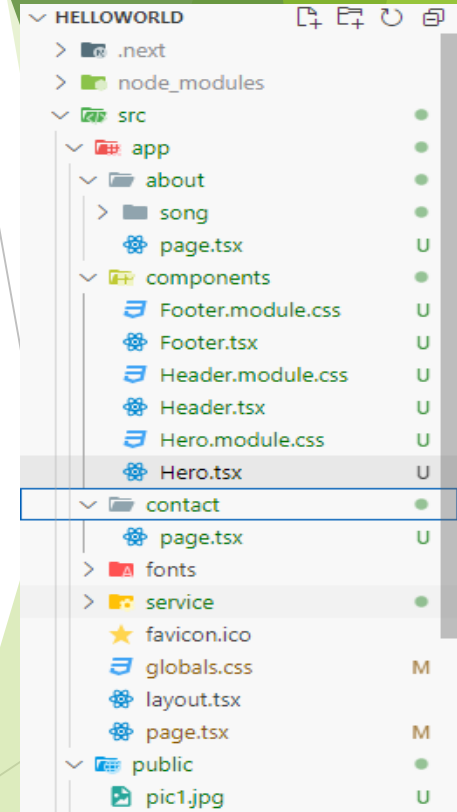 HELLOWORLD
.next
node_modules
src
app
about
song
page.tsx U
components
Footer.module.css U
Footer.tsx U
Header.module.css U
Header.tsx U
Hero.module.css U
Hero.tsx U
contact
page.tsx U
fonts
service
favicon.ico
globals.css M
layout.tsx
page.tsx M
public
pic1.jpg U